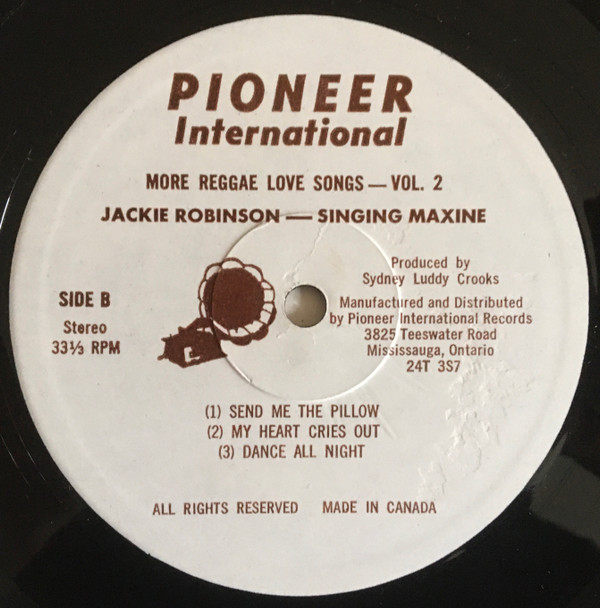 PIONEER
International
MORE REGGAE LOVE SONGS — VOL. 2
JACKIE ROBINSON — SINGING MAXINE
Produced by
Sydney Luddy Crooks
SIDE B
Stereo
33⅓ RPM
Manufactured and Distributed
by Pioneer International Records
3825 Teeswater Road
Mississauga, Ontario
24T 3S7
(1) SEND ME THE PILLOW
(2) MY HEART CRIES OUT
(3) DANCE ALL NIGHT
ALL RIGHTS RESERVED MADE IN CANADA